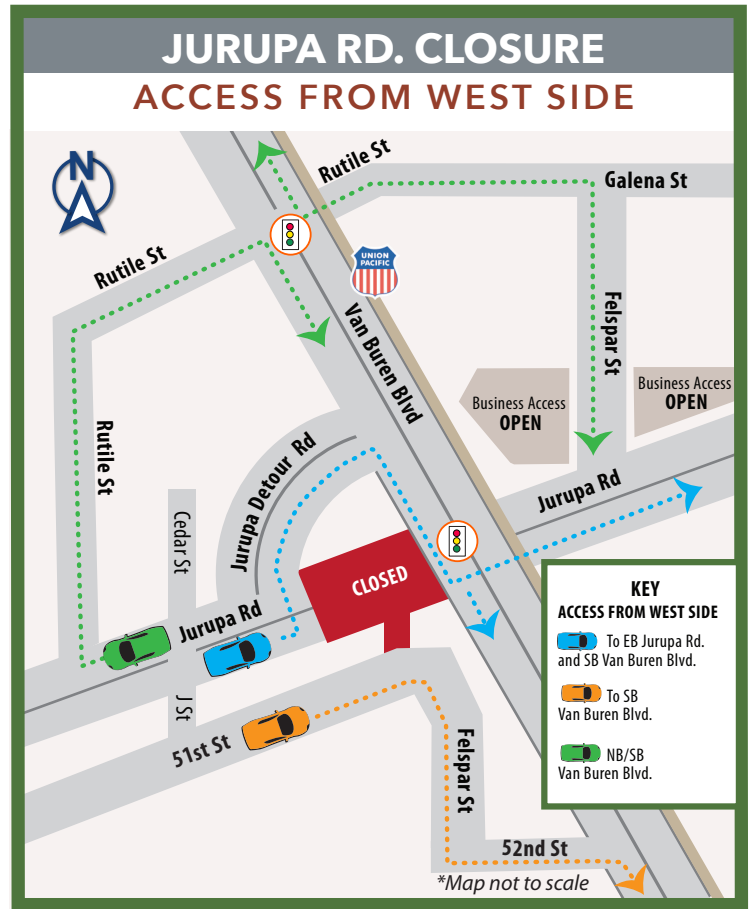 JURUPA RD. CLOSURE
ACCESS FROM WEST SIDE
N
Rutile St
Galena St
Rutile St
UNION
PACIFIC
Van Buren Blvd
Felspar St
Business Access
OPEN
Business Access
OPEN
Rutile St
Jurupa Detour Rd
Jurupa Rd
Cedar St
CLOSED
Jurupa Rd
J St
51st St
Felspar St
52nd St
*Map not to scale
KEY
ACCESS FROM WEST SIDE
To EB Jurupa Rd.
and SB Van Buren Blvd.
To SB
Van Buren Blvd.
NB/SB
Van Buren Blvd.